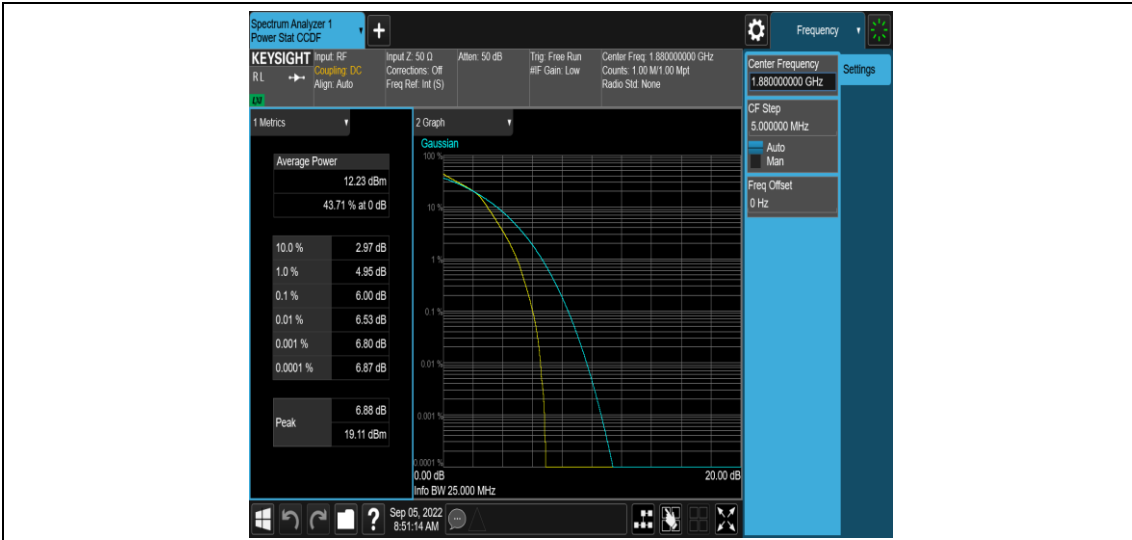 Spectrum Analyzer 1
Power Stat CCDF
+
Frequency
KEYSIGHT
RL
LXI
Input: RF
Coupling: DC
Align: Auto
Input Z: 50 Ω
Corrections: Off
Freq Ref: Int (S)
Atten: 50 dB
Trig: Free Run
#IF Gain: Low
Center Freq: 1.880000000 GHz
Counts: 1.00 M/1.00 Mpt
Radio Std: None
Center Frequency
1.880000000 GHz
Settings
CF Step
5.000000 MHz
Auto
Man
Freq Offset
0 Hz
1 Metrics
Average Power
12.23 dBm
43.71 % at 0 dB
10.0 % 2.97 dB
1.0 % 4.95 dB
0.1 % 6.00 dB
0.01 % 6.53 dB
0.001 % 6.80 dB
0.0001 % 6.87 dB
Peak 6.88 dB
19.11 dBm
2 Graph
Gaussian
100 %
10 %
1 %
0.1 %
0.01 %
0.001 %
0.0001 %
0.00 dB 20.00 dB
Info BW 25.000 MHz
?
Sep 05, 2022
8:51:14 AM